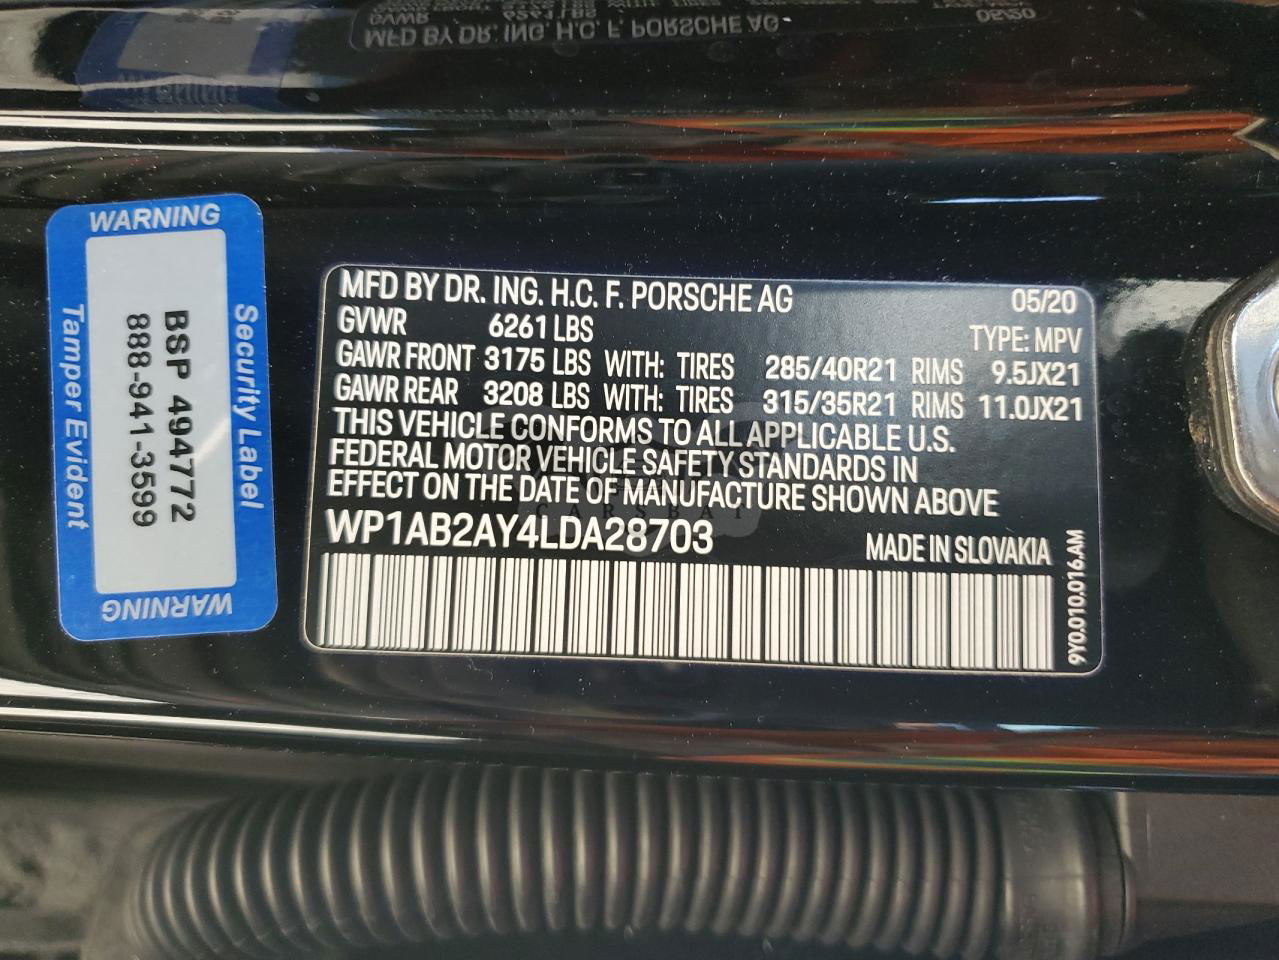 MFD BY DR. ING. H.C. F. PORSCHE AG
05/20
WARNING
Security Label
BSP 494772
888-941-3599
Tamper Evident
WARNING
MFD BY DR. ING. H.C. F. PORSCHE AG 05/20
GVWR 6261 LBS TYPE: MPV
GAWR FRONT 3175 LBS WITH: TIRES 285/40R21 RIMS 9.5JX21
GAWR REAR 3208 LBS WITH: TIRES 315/35R21 RIMS 11.0JX21
THIS VEHICLE CONFORMS TO ALL APPLICABLE U.S.
FEDERAL MOTOR VEHICLE SAFETY STANDARDS IN
EFFECT ON THE DATE OF MANUFACTURE SHOWN ABOVE
WP1AB2AY4LDA28703 MADE IN SLOVAKIA
9Y0.010.016.AM
CARSBAT